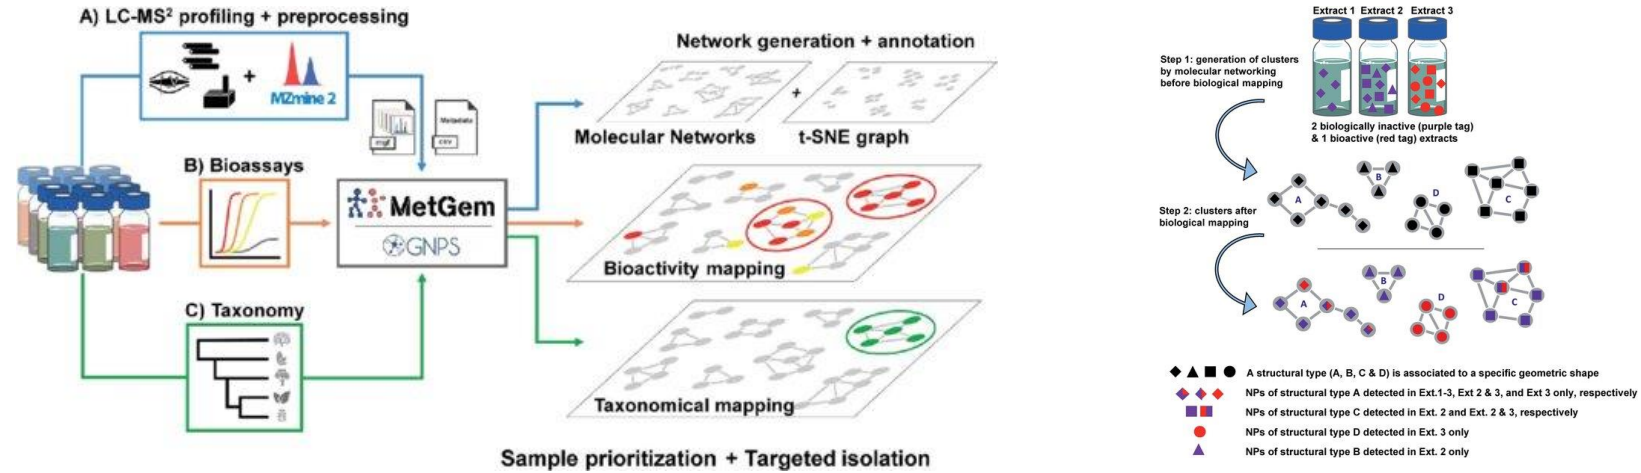 A) LC-MS² profiling + preprocessing
+
MZmine 2
mgf
Metadata
csv
Network generation + annotation
+
Molecular Networks
t-SNE graph
B) Bioassays
MetGem
GNPS
Bioactivity mapping
C) Taxonomy
Taxonomical mapping
Sample prioritization + Targeted isolation
Extract 1 Extract 2 Extract 3
Step 1: generation of clusters
by molecular networking
before biological mapping
2 biologically inactive (purple tag)
& 1 bioactive (red tag) extracts
A
B
D
C
Step 2: clusters after
biological mapping
A
B
D
C
A structural type (A, B, C & D) is associated to a specific geometric shape
NPs of structural type A detected in Ext.1-3, Ext 2 & 3, and Ext 3 only, respectively
NPs of structural type C detected in Ext. 2 and Ext. 2 & 3, respectively
NPs of structural type D detected in Ext. 3 only
NPs of structural type B detected in Ext. 2 only